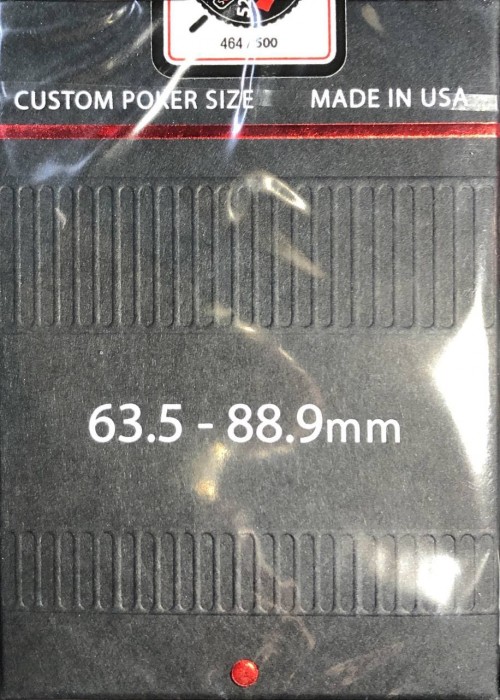 464 / 500
CUSTOM POKER SIZE MADE IN USA
63.5 - 88.9mm